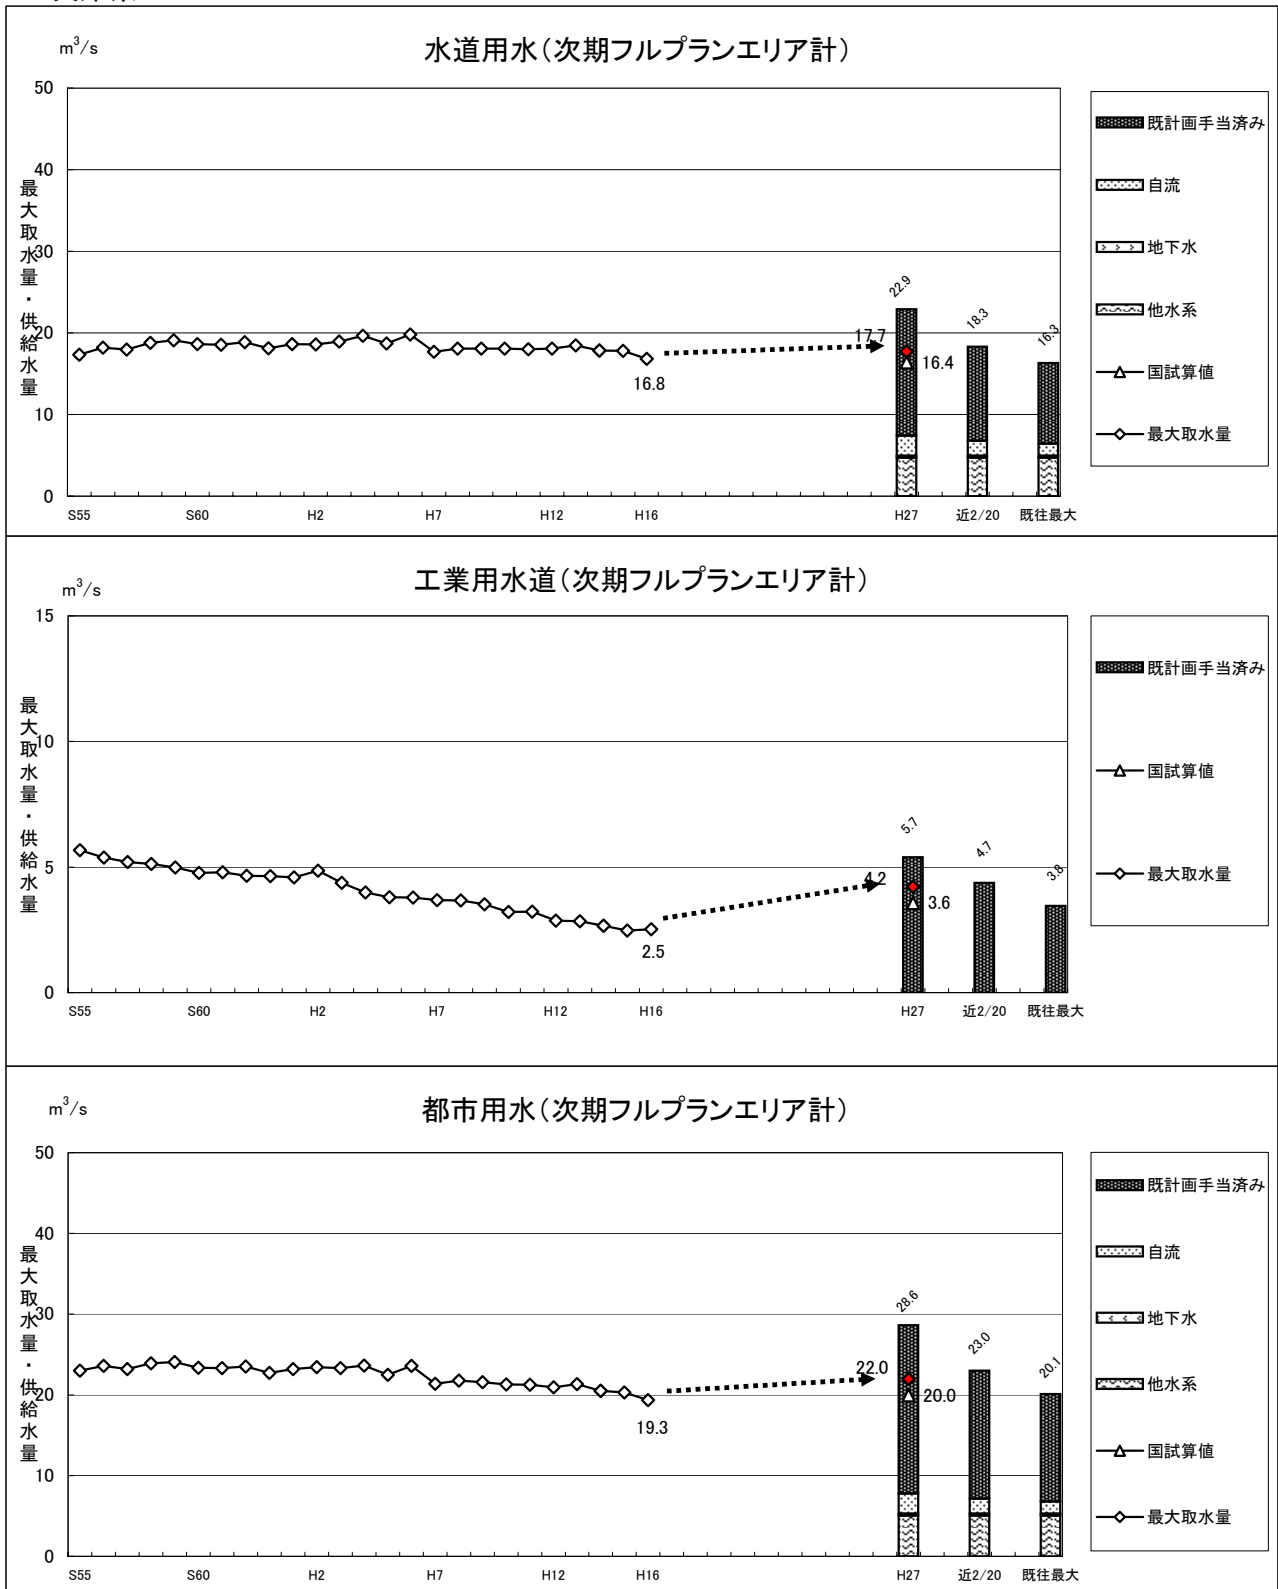 m³/s
水道用水(次期フルプランエリア計)
最大取水量・供給水量
50
40
30
20
10
0
S55 S60 H2 H7 H12 H16 H27 近2/20 既往最大
16.8
17.7
16.4
22.9
18.3
16.3
既計画手当済み
自流
地下水
他水系
国試算値
最大取水量
m³/s
工業用水道(次期フルプランエリア計)
最大取水量・供給水量
15
10
5
0
S55 S60 H2 H7 H12 H16 H27 近2/20 既往最大
2.5
4.2
3.6
5.7
4.7
3.8
既計画手当済み
国試算値
最大取水量
m³/s
都市用水(次期フルプランエリア計)
最大取水量・供給水量
50
40
30
20
10
0
S55 S60 H2 H7 H12 H16 H27 近2/20 既往最大
19.3
22.0
20.0
28.6
23.0
20.1
既計画手当済み
自流
地下水
他水系
国試算値
最大取水量